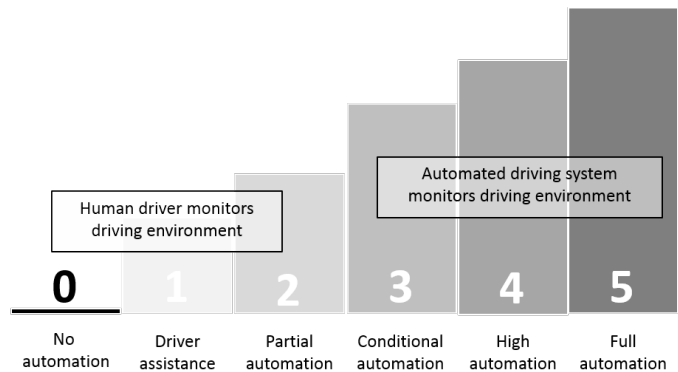 Automated driving system
monitors driving environment
Human driver monitors
driving environment
0
1
2
3
4
5
No
automation
Driver
assistance
Partial
automation
Conditional
automation
High
automation
Full
automation